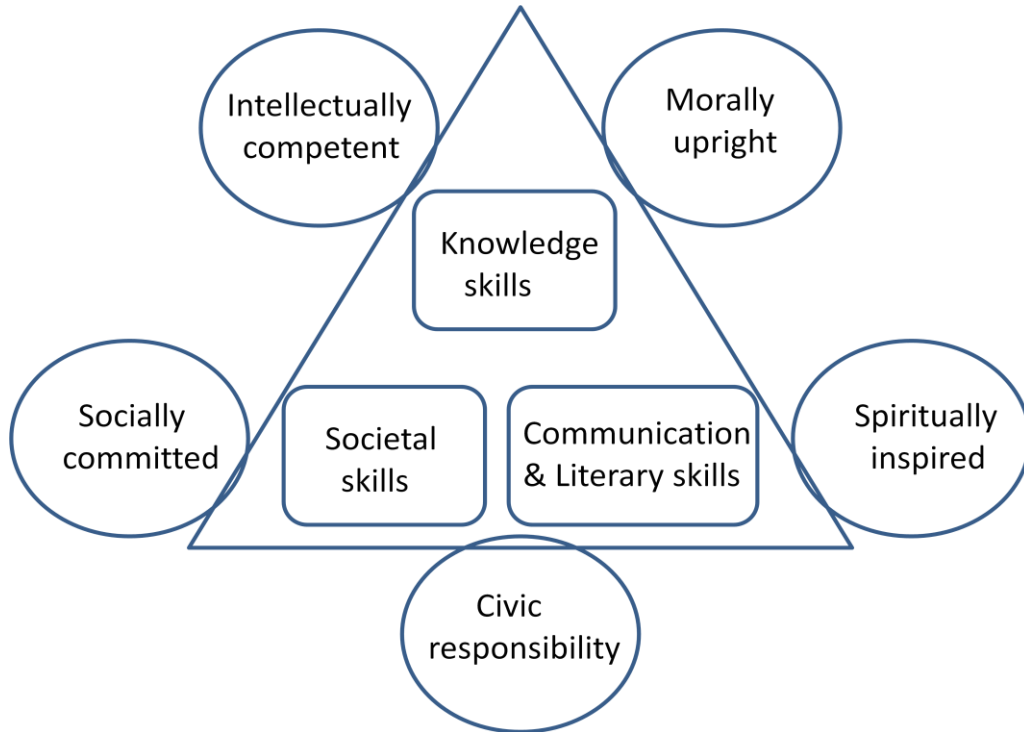 Intellectually
competent
Morally
upright
Knowledge
skills
Socially
committed
Societal
skills
Communication
& Literary skills
Spiritually
inspired
Civic
responsibility